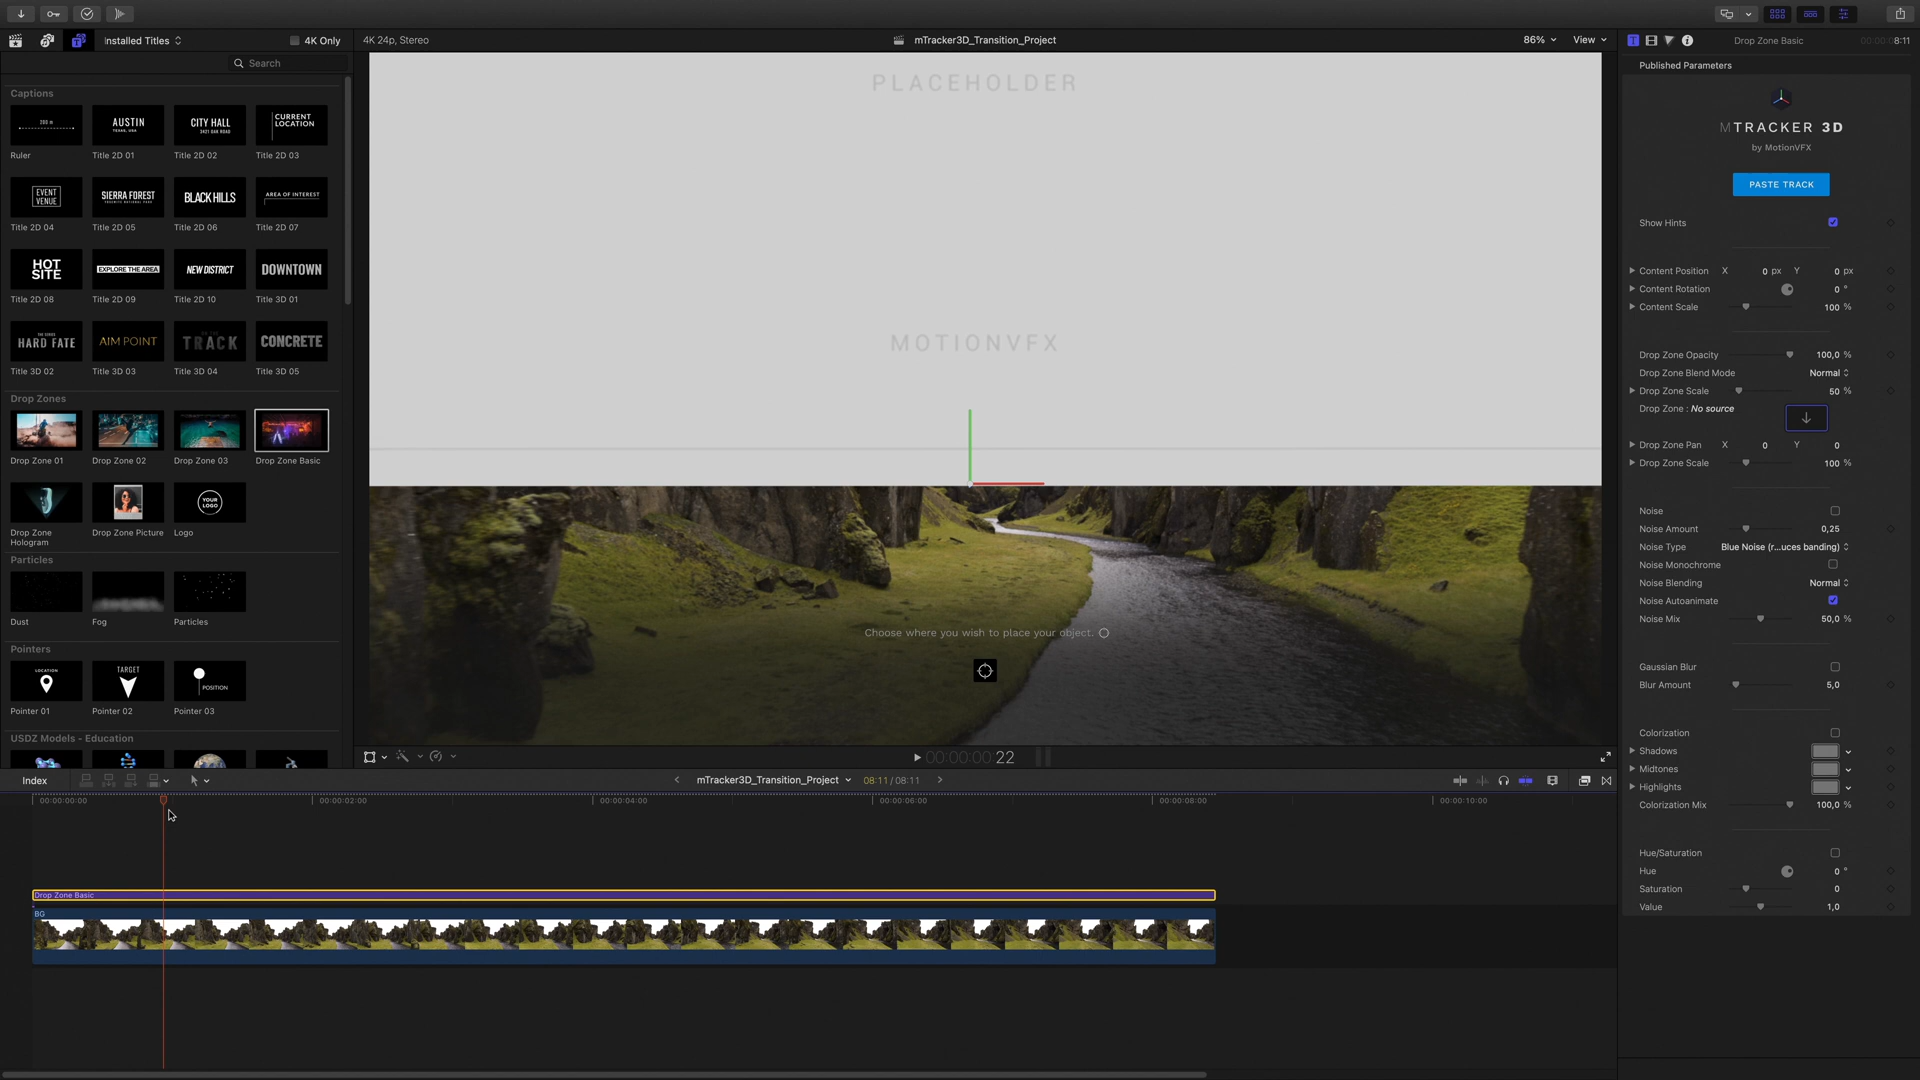 Installed Titles
4K Only
4K 24p, Stereo
mTracker3D_Transition_Project
86%
View
Drop Zone Basic
00:00:08:11
Search
Published Parameters
Captions
200 m
AUSTIN
TEXAS, USA
CITY HALL
3421 OAK ROAD
CURRENT
LOCATION
Ruler
Title 2D 01
Title 2D 02
Title 2D 03
EVENT
VENUE
SIERRA FOREST
BLACK HILLS
AREA OF INTEREST
Title 2D 04
Title 2D 05
Title 2D 06
Title 2D 07
HOT
SITE
EXPLORE THE AREA
NEW DISTRICT
DOWNTOWN
Title 2D 08
Title 2D 09
Title 2D 10
Title 3D 01
HARD FATE
AIM POINT
TRACK
CONCRETE
Title 3D 02
Title 3D 03
Title 3D 04
Title 3D 05
Drop Zones
Drop Zone 01
Drop Zone 02
Drop Zone 03
Drop Zone Basic
YOUR
LOGO
Drop Zone
Hologram
Drop Zone Picture
Logo
Particles
Dust
Fog
Particles
Pointers
LOCATION
TARGET
POSITION
Pointer 01
Pointer 02
Pointer 03
USDZ Models - Education
PLACEHOLDER
MOTIONVFX
Choose where you wish to place your object.
00:00:00:22
MTRACKER 3D
by MotionVFX
PASTE TRACK
Show Hints
Content Position X 0 px Y 0 px
Content Rotation 0 °
Content Scale 100 %
Drop Zone Opacity 100,0 %
Drop Zone Blend Mode Normal
Drop Zone Scale 50 %
Drop Zone : No source
Drop Zone Pan X 0 Y 0
Drop Zone Scale 100 %
Noise
Noise Amount 0,25
Noise Type Blue Noise (r...uces banding)
Noise Monochrome
Noise Blending Normal
Noise Autoanimate
Noise Mix 50,0 %
Gaussian Blur
Blur Amount 5,0
Colorization
Shadows
Midtones
Highlights
Colorization Mix 100,0 %
Hue/Saturation
Hue 0 °
Saturation 0
Value 1,0
Index
mTracker3D_Transition_Project
08:11 / 08:11
00:00:00:00
00:00:02:00
00:00:04:00
00:00:06:00
00:00:08:00
00:00:10:00
Drop Zone Basic
BG